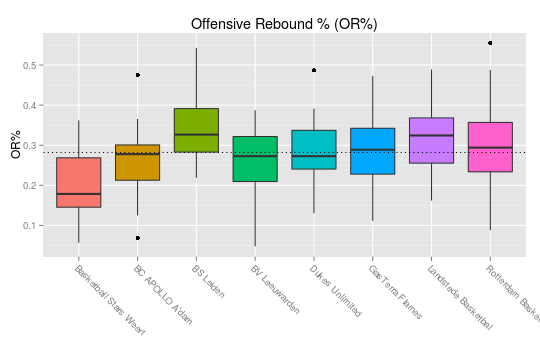 Offensive Rebound % (OR%)
OR%
0.5
0.4
0.3
0.2
0.1
Basketball Stars Weert
BC APOLLO A'dam
BS Leiden
BV Leeuwarden
Dukes Unlimited
GasTerra Flames
Landstede Basketbal
Rotterdam Baske